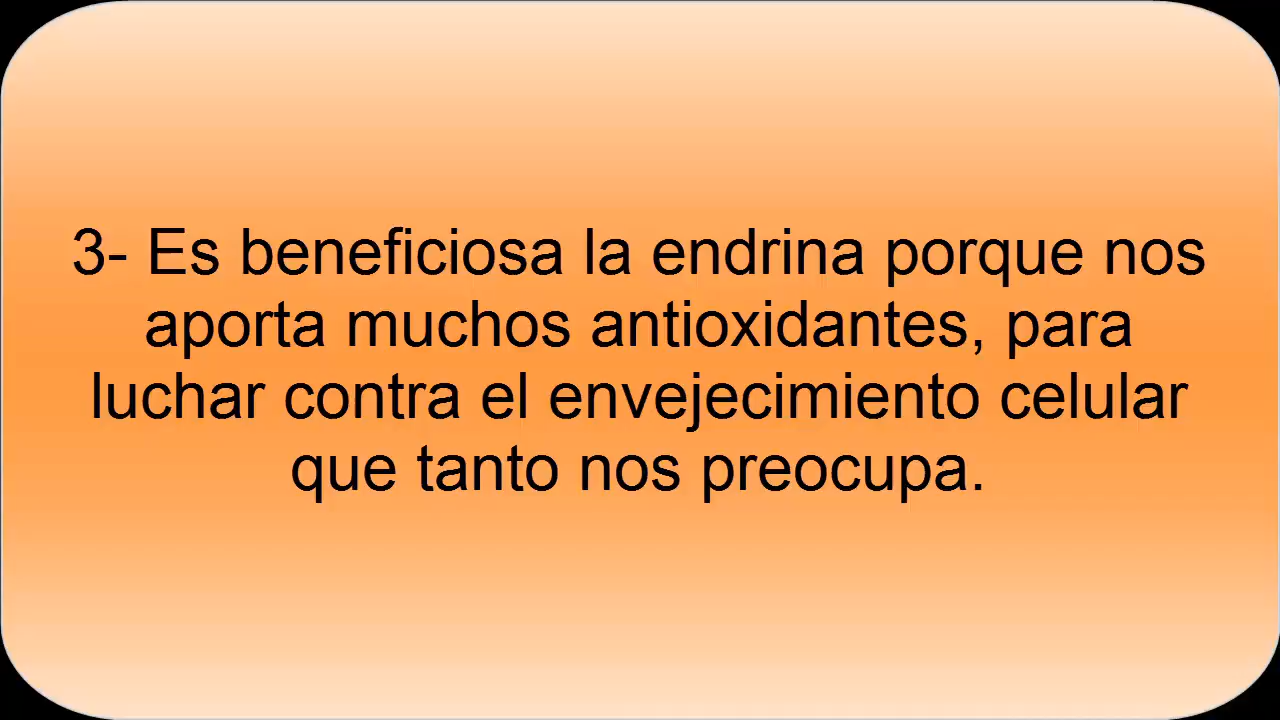 3- Es beneficiosa la endrina porque nos
aporta muchos antioxidantes, para
luchar contra el envejecimiento celular
que tanto nos preocupa.